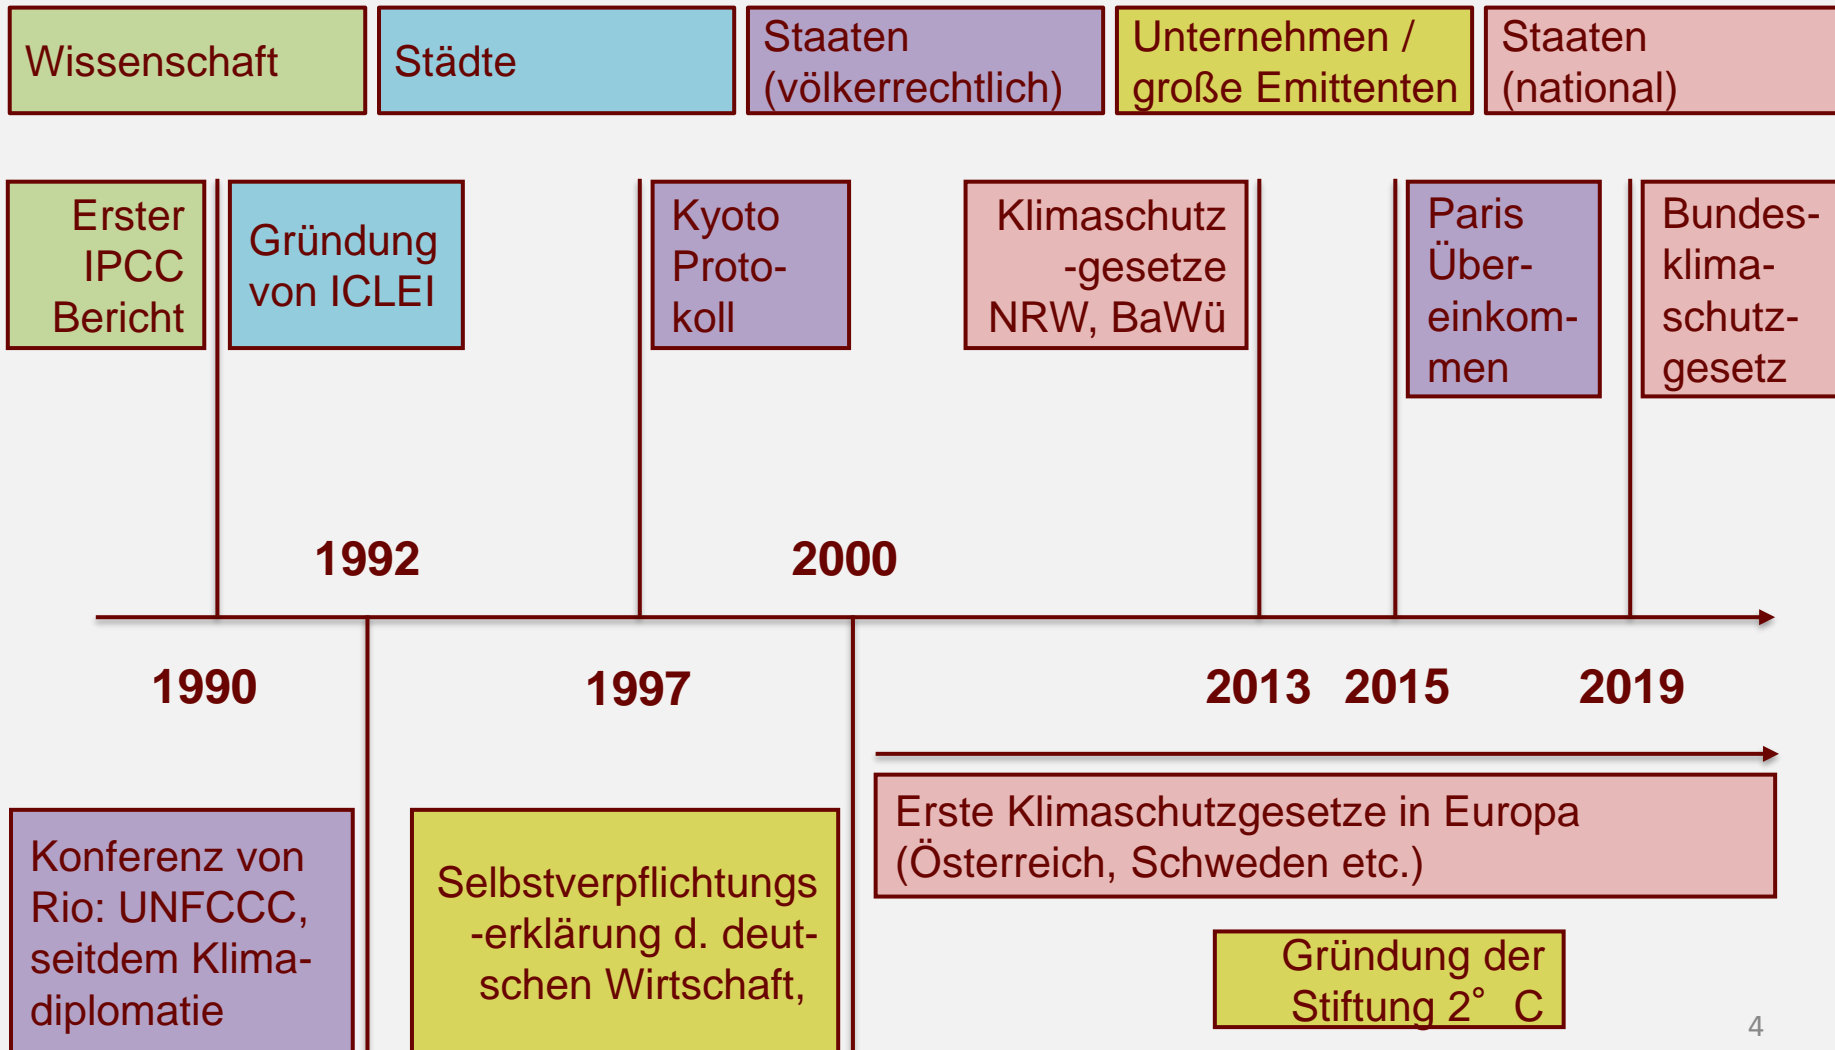 Wissenschaft
Städte
Staaten
(völkerrechtlich)
Unternehmen /
große Emittenten
Staaten
(national)
Erster
IPCC
Bericht
Gründung
von ICLEI
Kyoto
Proto-
koll
Klimaschutz
-gesetze
NRW, BaWü
Paris
Über-
einkom-
men
Bundes-
klima-
schutz-
gesetz
1992
2000
1990
1997
2013
2015
2019
Konferenz von
Rio: UNFCCC,
seitdem Klima-
diplomatie
Selbstverpflichtungs
-erklärung d. deut-
schen Wirtschaft,
Erste Klimaschutzgesetze in Europa
(Österreich, Schweden etc.)
Gründung der
Stiftung 2° C
4